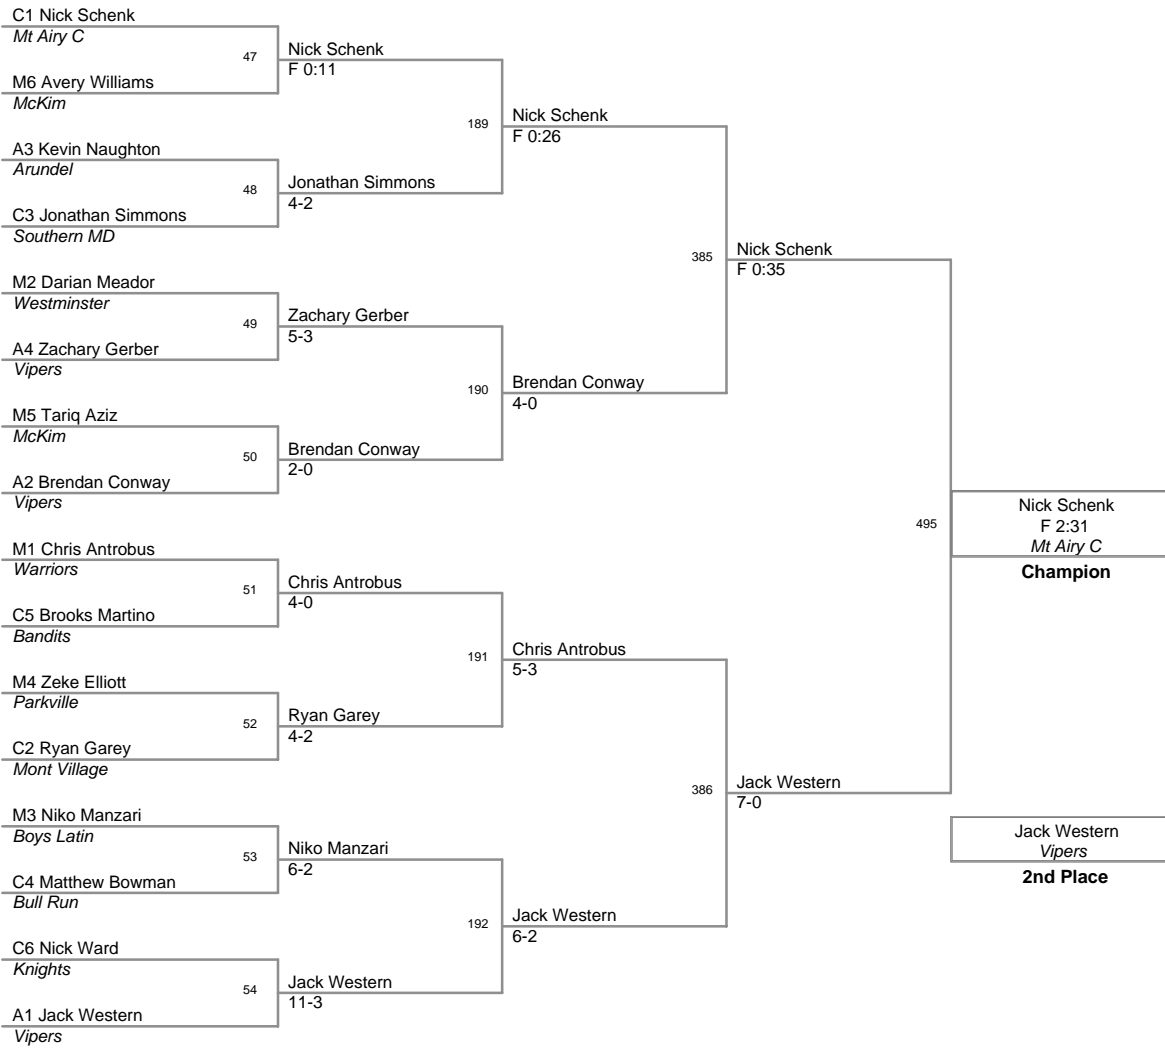 C1 Nick Schenk
Mt Airy C
47
Nick Schenk
F 0:11
M6 Avery Williams
McKim
189
Nick Schenk
F 0:26
A3 Kevin Naughton
Arundel
48
Jonathan Simmons
4-2
C3 Jonathan Simmons
Southern MD
385
Nick Schenk
F 0:35
M2 Darian Meador
Westminster
49
Zachary Gerber
5-3
A4 Zachary Gerber
Vipers
190
Brendan Conway
4-0
M5 Tariq Aziz
McKim
50
Brendan Conway
2-0
A2 Brendan Conway
Vipers
495
Nick Schenk
F 2:31
Mt Airy C
Champion
M1 Chris Antrobus
Warriors
51
Chris Antrobus
4-0
C5 Brooks Martino
Bandits
191
Chris Antrobus
5-3
M4 Zeke Elliott
Parkville
52
Ryan Garey
4-2
C2 Ryan Garey
Mont Village
386
Jack Western
7-0
M3 Niko Manzari
Boys Latin
53
Niko Manzari
6-2
Jack Western
Vipers
2nd Place
C4 Matthew Bowman
Bull Run
192
Jack Western
6-2
C6 Nick Ward
Knights
54
Jack Western
11-3
A1 Jack Western
Vipers